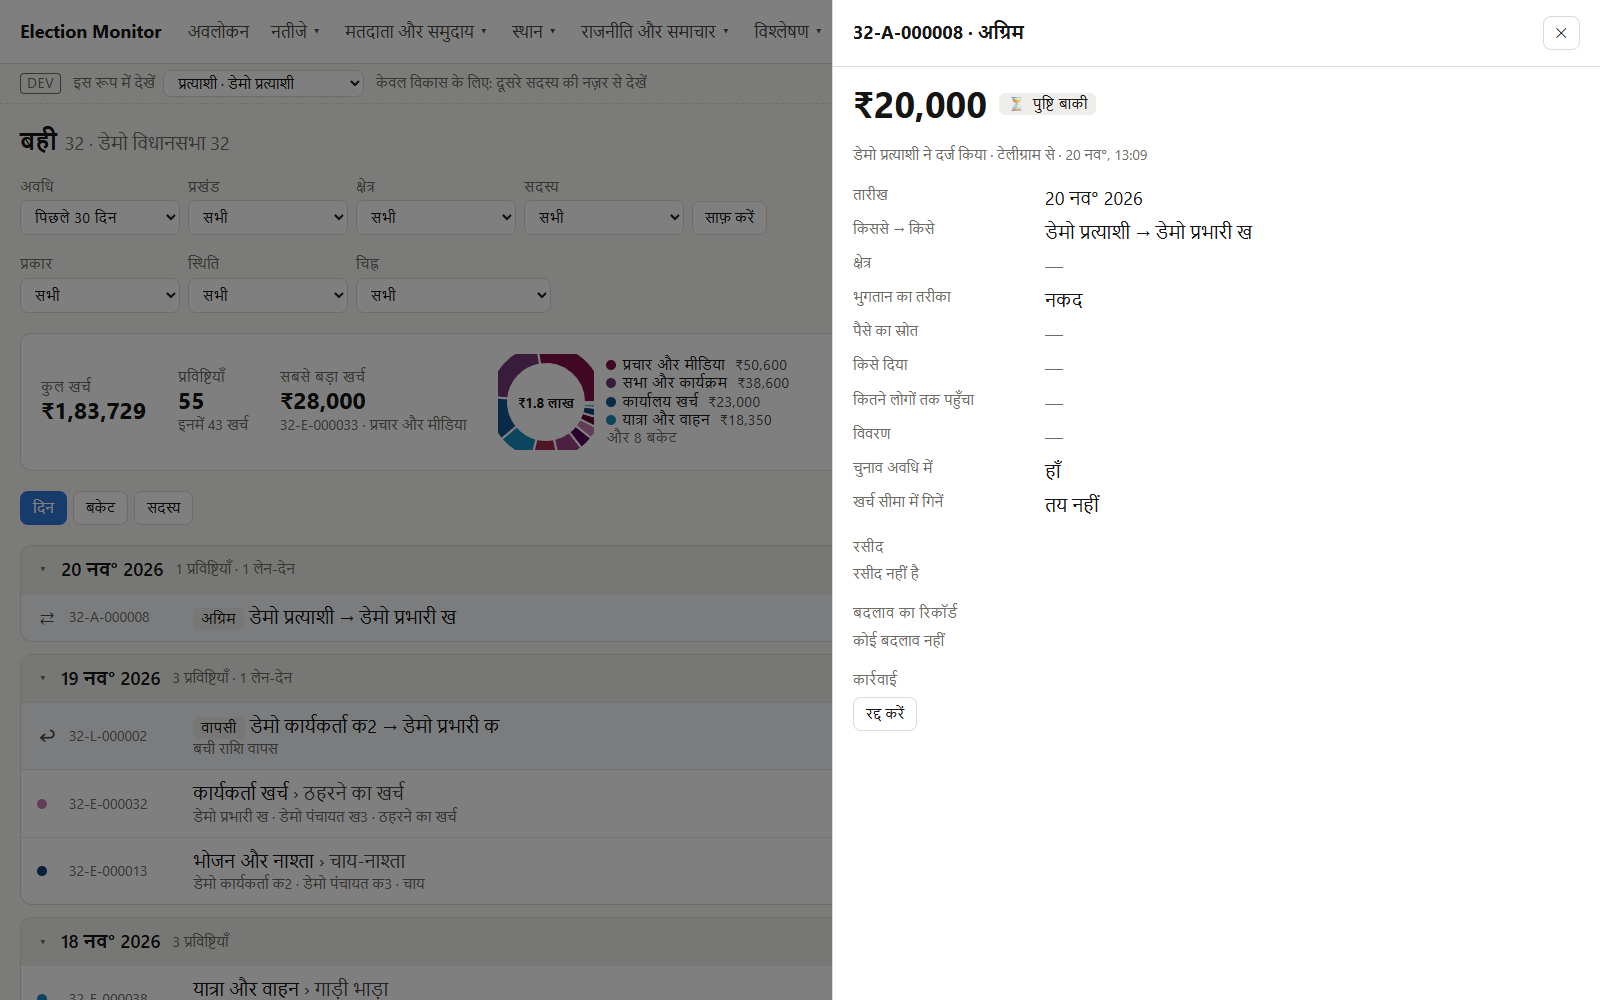 Election Monitor
अवलोकन
नतीजे
मतदाता और समुदाय
स्थान
राजनीति और समाचार
विश्लेषण
DEV
इस रूप में देखें
प्रत्याशी · डेमो प्रत्याशी
केवल विकास के लिए; दूसरे सदस्य की नज़र से देखें
बही 32 · डेमो विधानसभा 32
अवधि
प्रखंड
क्षेत्र
सदस्य
पिछले 30 दिन
सभी
सभी
सभी
साफ़ करें
प्रकार
स्थिति
चिह्न
सभी
सभी
सभी
कुल खर्च
₹1,83,729
प्रविष्टियाँ
55
इनमें 43 खर्च
सबसे बड़ा खर्च
₹28,000
32-E-000033 · प्रचार और मीडिया
₹1.8 लाख
प्रचार और मीडिया ₹50,600
सभा और कार्यक्रम ₹38,600
कार्यालय खर्च ₹23,000
यात्रा और वाहन ₹18,350
और 8 बकेट
दिन
बकेट
सदस्य
20 नव° 2026 1 प्रविष्टियाँ · 1 लेन-देन
32-A-000008 अग्रिम डेमो प्रत्याशी → डेमो प्रभारी ख
19 नव° 2026 3 प्रविष्टियाँ · 1 लेन-देन
32-L-000002 वापसी डेमो कार्यकर्ता क2 → डेमो प्रभारी क
बची राशि वापस
32-E-000032 कार्यकर्ता खर्च › ठहरने का खर्च
डेमो प्रभारी ख · डेमो पंचायत ख3 · ठहरने का खर्च
32-E-000013 भोजन और नाश्ता › चाय-नाश्ता
डेमो कार्यकर्ता क2 · डेमो पंचायत क3 · चाय
18 नव° 2026 3 प्रविष्टियाँ
32-E-000038 यात्रा और वाहन › गाड़ी भाड़ा
32-A-000008 · अग्रिम
₹20,000 ⏳ पुष्टि बाकी
डेमो प्रत्याशी ने दर्ज किया · टेलीग्राम से · 20 नव°, 13:09
तारीख 20 नव° 2026
किससे → किसे डेमो प्रत्याशी → डेमो प्रभारी ख
क्षेत्र —
भुगतान का तरीका नकद
पैसे का स्रोत —
किसे दिया —
कितने लोगों तक पहुँचा —
विवरण —
चुनाव अवधि में हाँ
खर्च सीमा में गिनें तय नहीं
रसीद
रसीद नहीं है
बदलाव का रिकॉर्ड
कोई बदलाव नहीं
कार्रवाई
रद्द करें